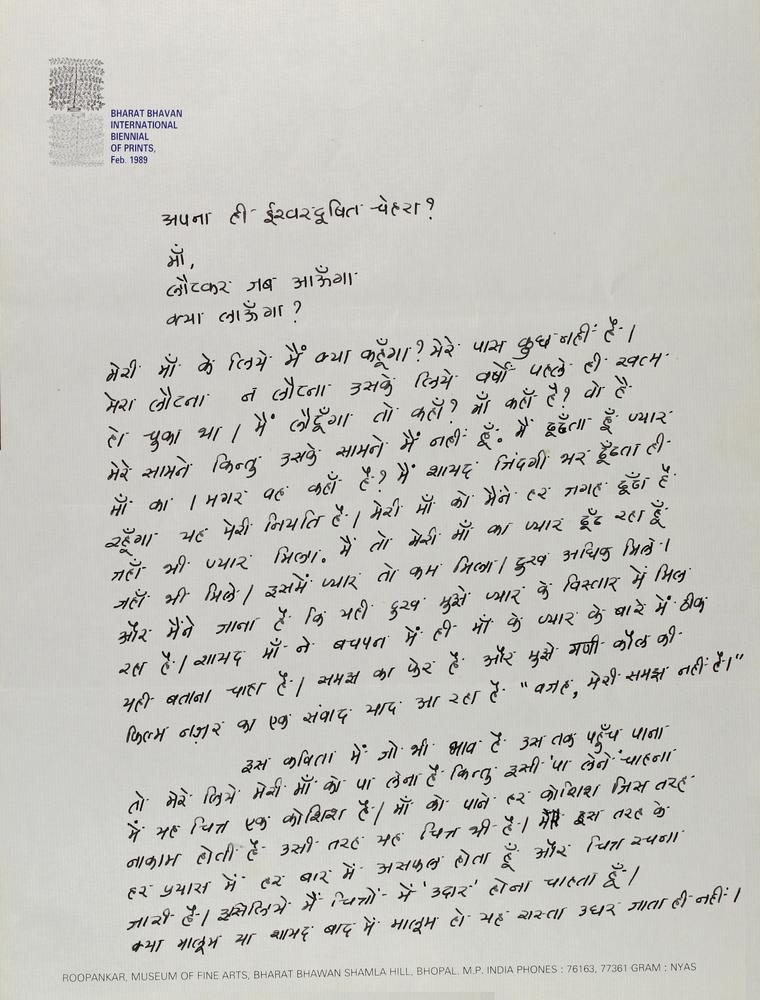 BHARAT BHAVAN
INTERNATIONAL
BIENNIAL
OF PRINTS,
Feb. 1989
अपना ही ईश्वरदूषित चेहरा?
माँ,
लौटकर जब आऊँगा
क्या लाऊँगा?
मेरी माँ के लिये मैं क्या कहूँगा? मेरे पास कुछ नहीं है।
मेरा लौटना न लौटना उसके लिये वर्षों पहले ही खत्म
हो चुका था। मैं लौटूँगा तो कहाँ? माँ कहाँ है? वो है
मेरे सामने किन्तु उसके सामने मैं नहीं हूँ. मैं ढूढँता हूँ प्यार
माँ का। मगर वह कहाँ है? मैं शायद जिंदगी भर ढूँढता ही
रहूँगा यह मेरी नियति है। मेरी माँ को मैंने हर जगह ढूँढा है
जहाँ भी प्यार मिला. मैं तो मेरी माँ का प्यार ढूँढ रहा हूँ
जहाँ भी मिले। इसमें प्यार तो कम मिला। दुख अधिक मिले।
और मैंने जाना है कि यही दुख मुझे प्यार के विस्तार में मिल
रहा है। शायद माँ ने बचपन में ही माँ के प्यार के बारे में ठीक
यही बताना चाहा है। समझ का फेर है और मुझे मणी कौल की
फिल्म नज़र का एक संवाद याद आ रहा है "वजह, मेरी समझ नहीं है।"
इस कविता में जो भी भाव है उस तक पहुँच पाना
तो मेरे लिये मेरी माँ को पा लेना है किन्तु इसी 'पा लेने' चाहना
में यह चित्र एक कोशिश है। माँ को पाने हर कोशिश जिस तरह
नाकाम होती है उसी तरह यह चित्र भी है। इस तरह के
हर प्रयास में हर बार में असफल होता हूँ और चित्र रचना
जारी है। इसिलिये मैं चित्रों में 'उदार' होना चाहता हूँ।
क्या मालूम या शायद बाद में मालूम हो यह रास्ता उधर जाता ही नहीं।
ROOPANKAR, MUSEUM OF FINE ARTS, BHARAT BHAWAN SHAMLA HILL, BHOPAL. M.P. INDIA PHONES : 76163, 77361 GRAM : NYAS